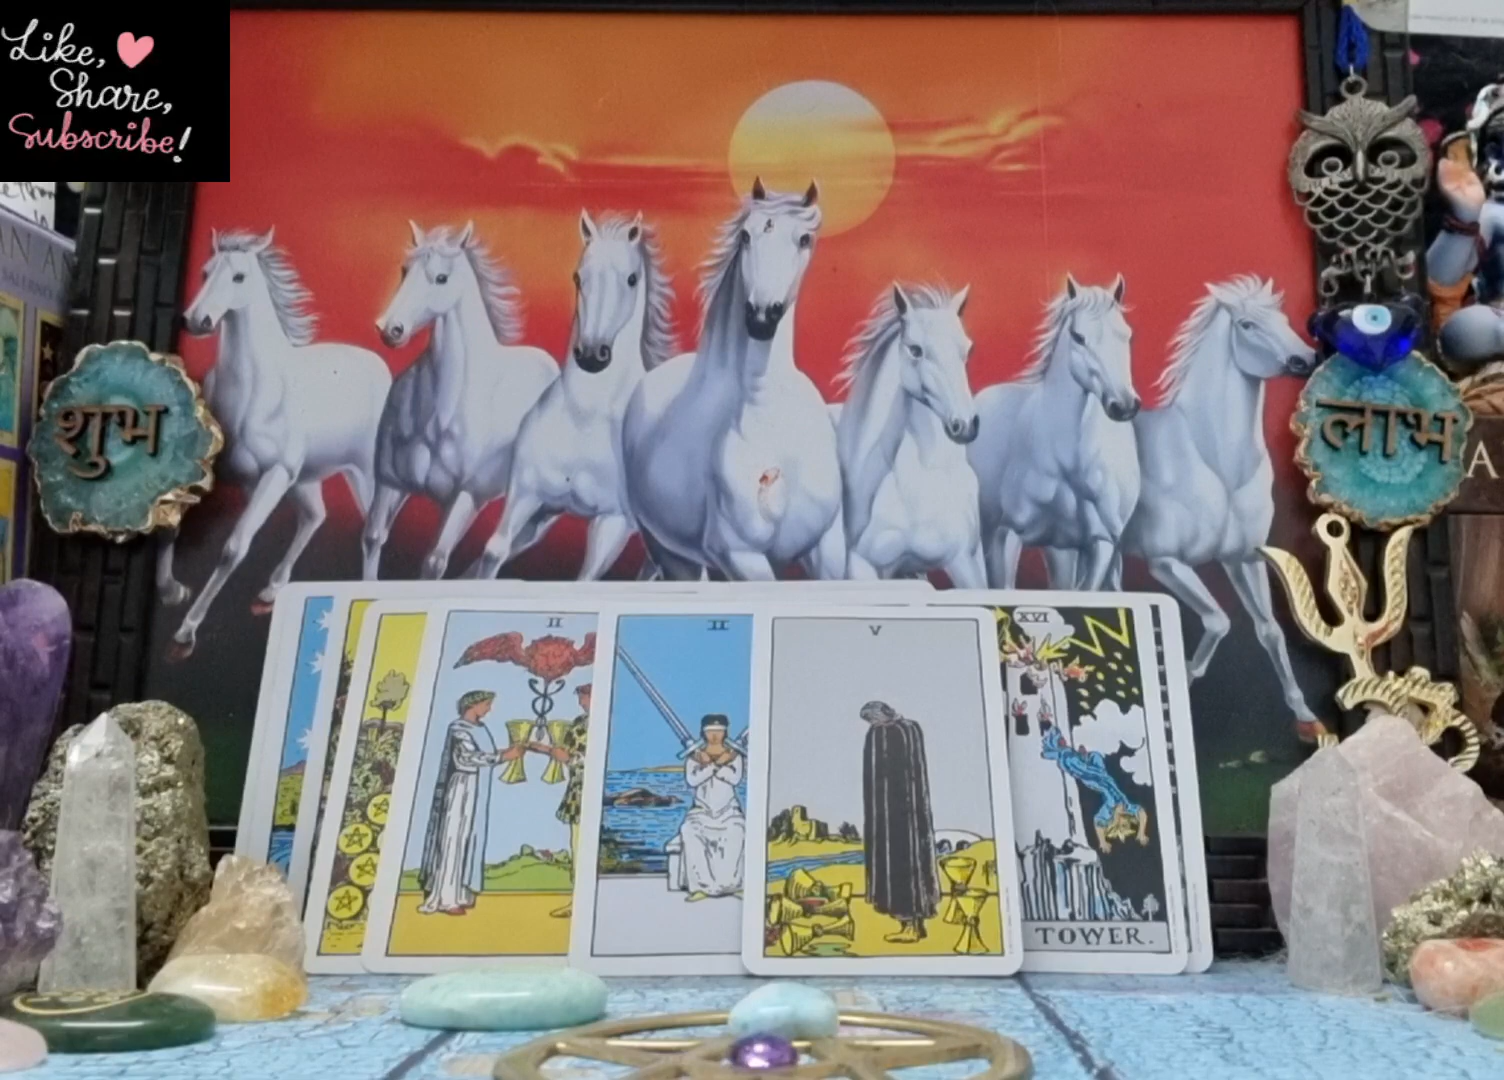 Like,
Share,
Subscribe!
शुभ
लाभ
A
II
II
V
XVI
TOWER.